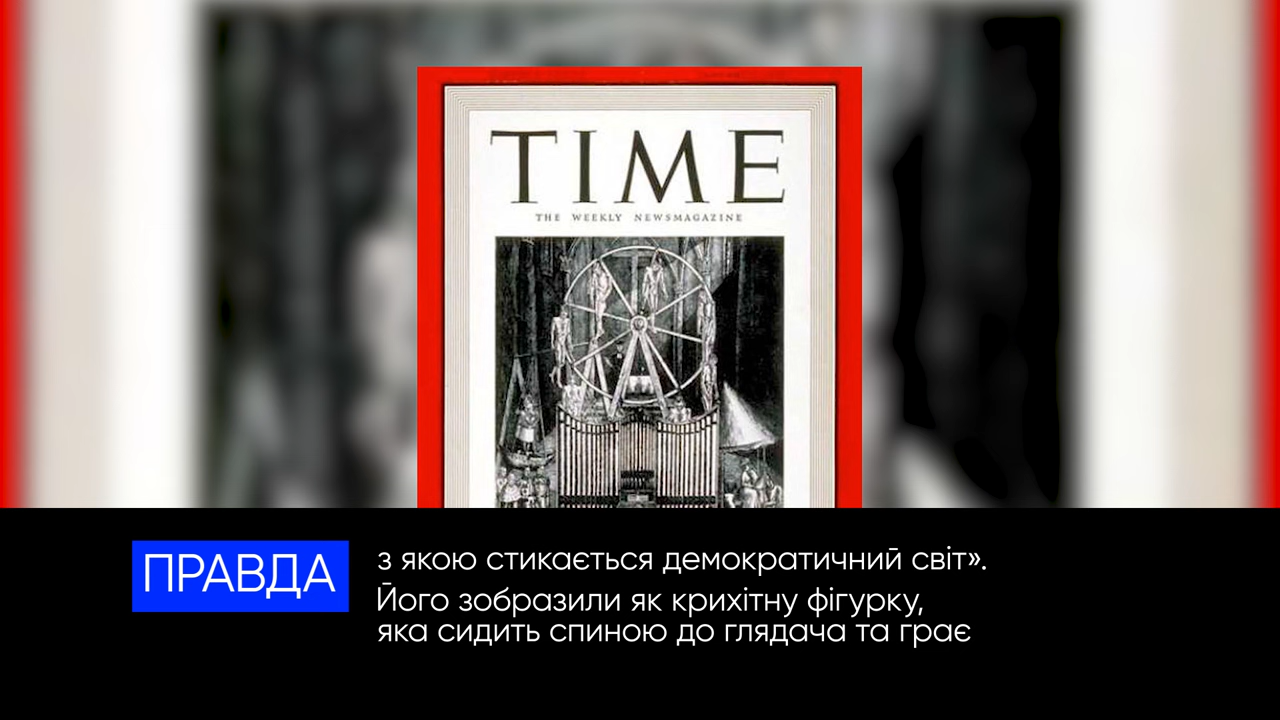 TIME
THE WEEKLY NEWSMAGAZINE
ПРАВДА
з якою стикається демократичний світ».
Його зобразили як крихітну фігурку,
яка сидить спиною до глядача та грає